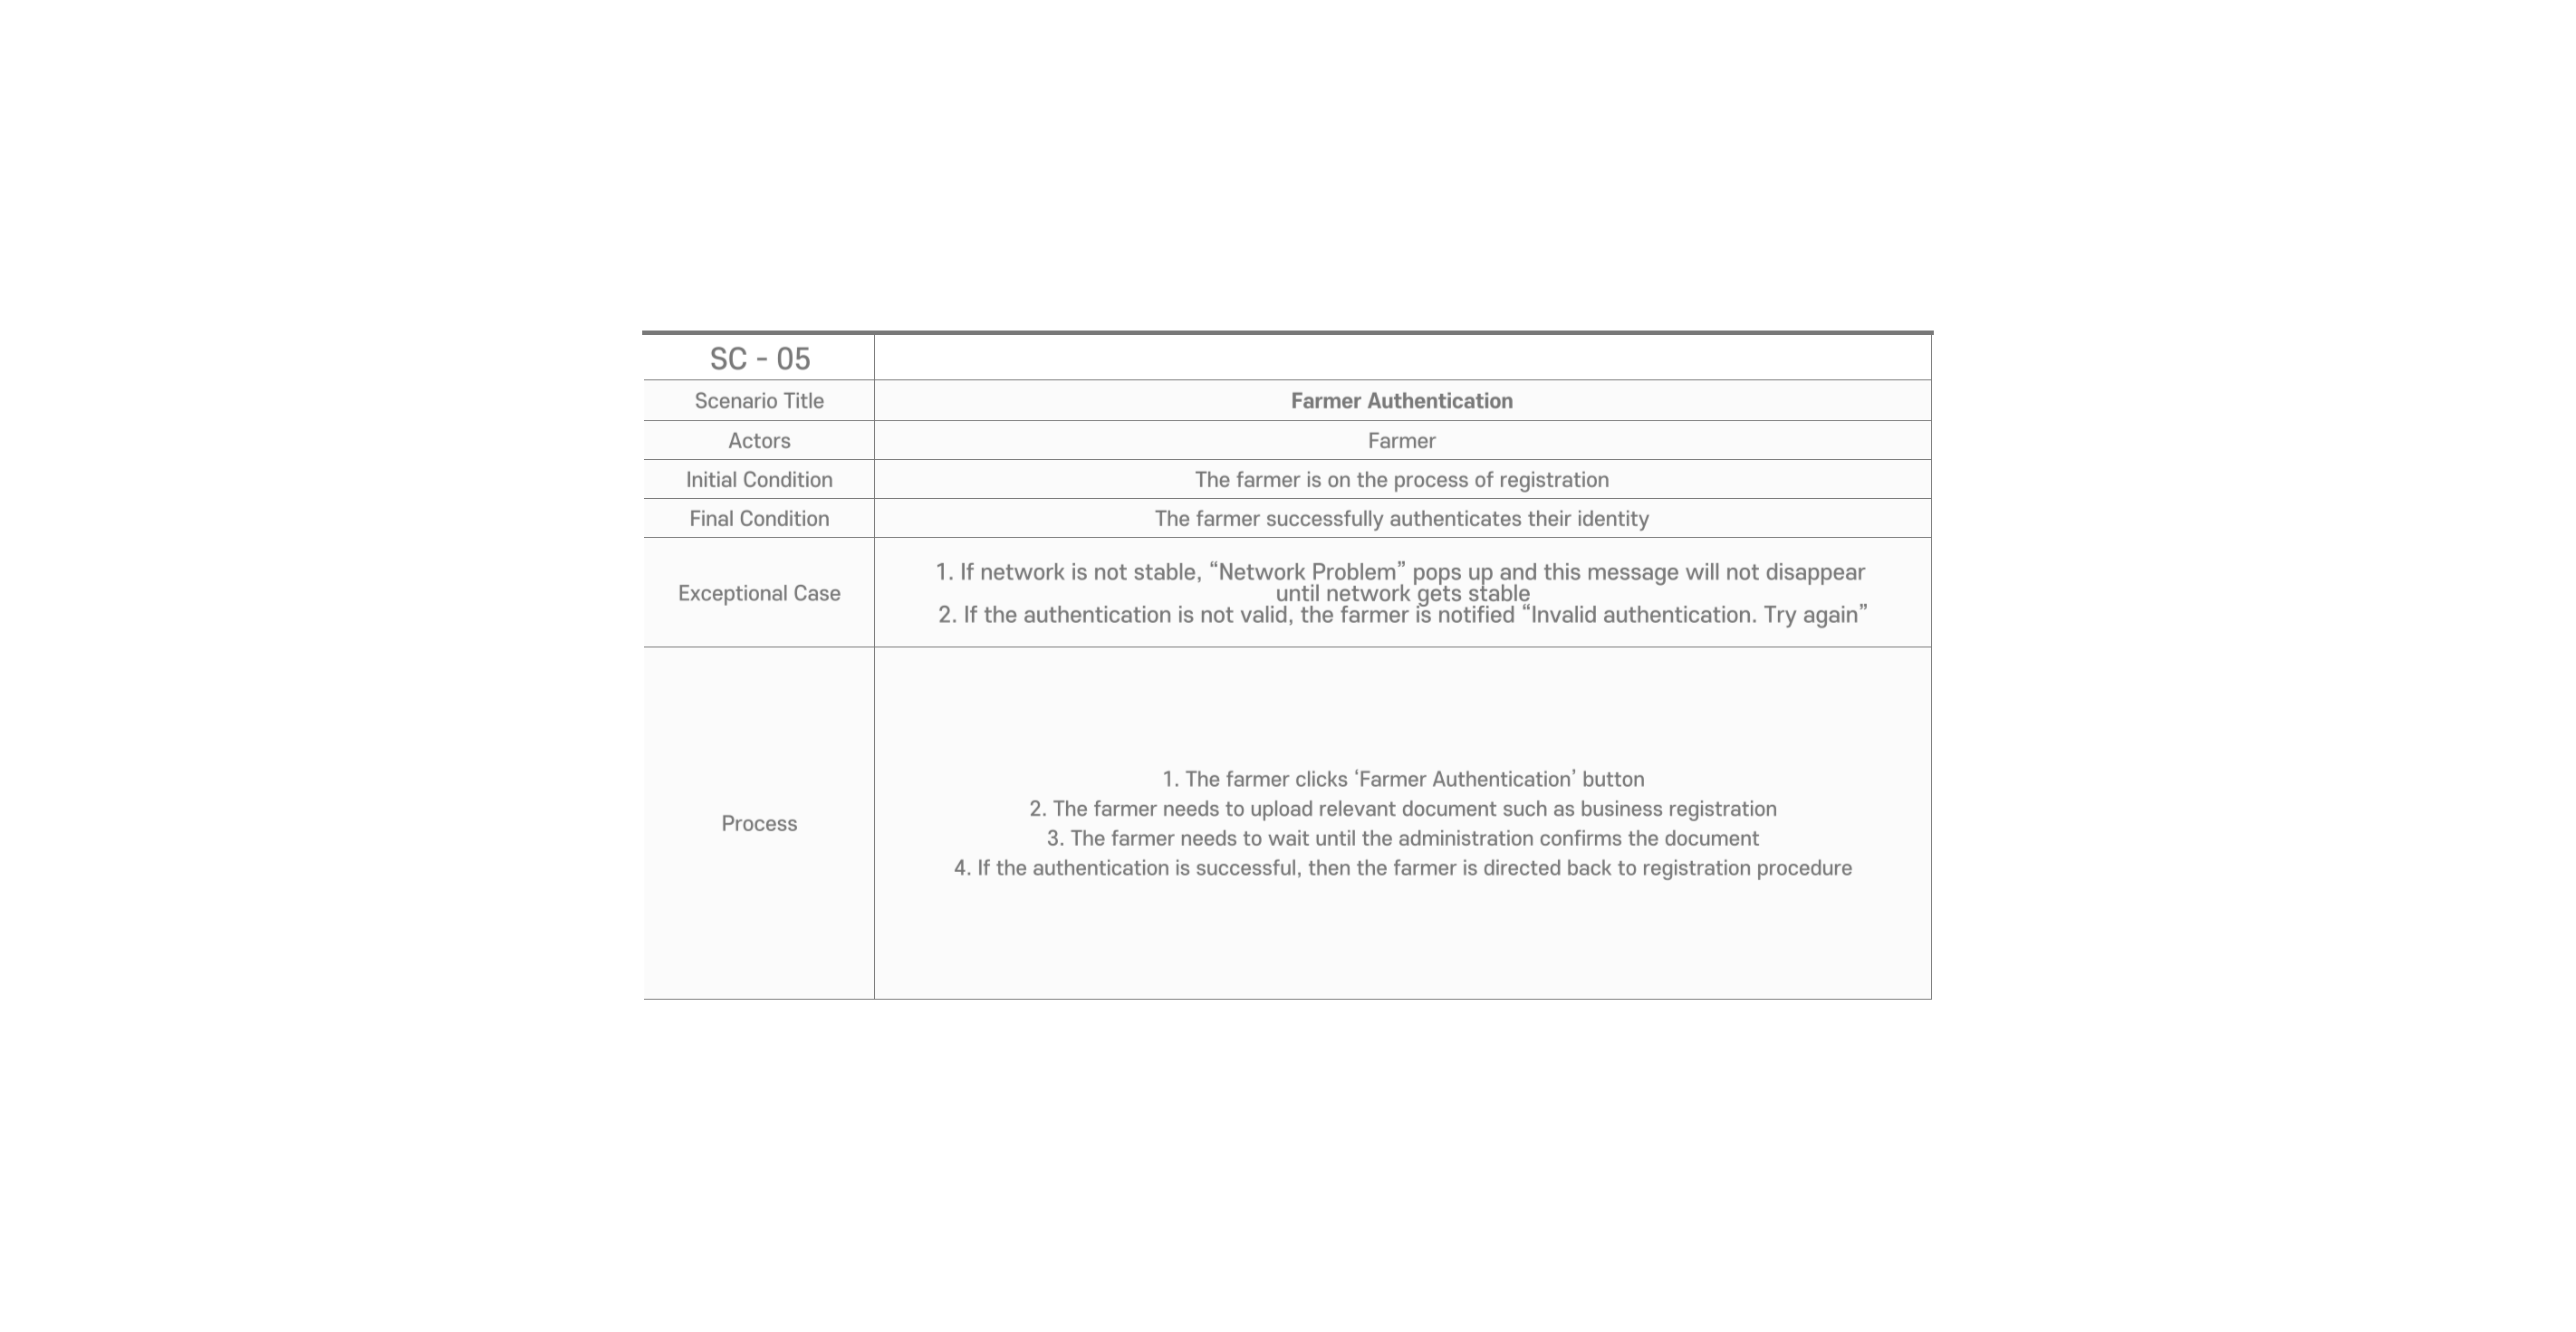 SC - 05
Scenario Title
Farmer Authentication
Actors
Farmer
Initial Condition
The farmer is on the process of registration
Final Condition
The farmer successfully authenticates their identity
Exceptional Case
1. If network is not stable, “Network Problem” pops up and this message will not disappear
until network gets stable
2. If the authentication is not valid, the farmer is notified “Invalid authentication. Try again”
Process
1. The farmer clicks ‘Farmer Authentication’ button
2. The farmer needs to upload relevant document such as business registration
3. The farmer needs to wait until the administration confirms the document
4. If the authentication is successful, then the farmer is directed back to registration procedure